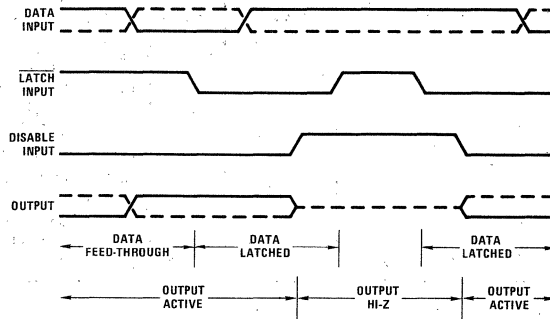 DATA
INPUT
LATCH
INPUT
DISABLE
INPUT
OUTPUT
DATA
FEED-THROUGH
DATA
LATCHED
DATA
LATCHED
OUTPUT
ACTIVE
OUTPUT
HI-Z
OUTPUT
ACTIVE